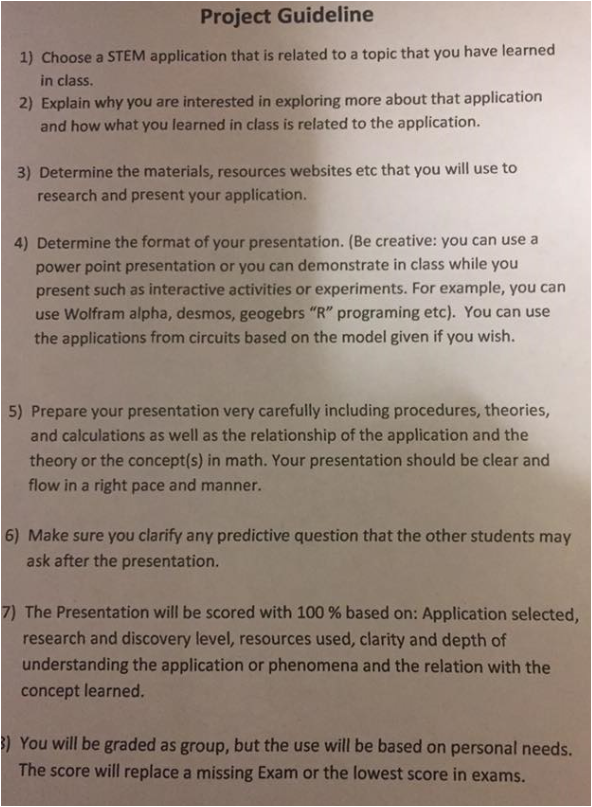 Project Guideline
1) Choose a STEM application that is related to a topic that you have learned
in class.
2) Explain why you are interested in exploring more about that application
and how what you learned in class is related to the application.
3) Determine the materials, resources websites etc that you will use to
research and present your application.
4) Determine the format of your presentation. (Be creative: you can use a
power point presentation or you can demonstrate in class while you
present such as interactive activities or experiments. For example, you can
use Wolfram alpha, desmos, geogebrs "R" programing etc). You can use
the applications from circuits based on the model given if you wish.
5) Prepare your presentation very carefully including procedures, theories,
and calculations as well as the relationship of the application and the
theory or the concept(s) in math. Your presentation should be clear and
flow in a right pace and manner.
6) Make sure you clarify any predictive question that the other students may
ask after the presentation.
7) The Presentation will be scored with 100 % based on: Application selected,
research and discovery level, resources used, clarity and depth of
understanding the application or phenomena and the relation with the
concept learned.
8) You will be graded as group, but the use will be based on personal needs.
The score will replace a missing Exam or the lowest score in exams.